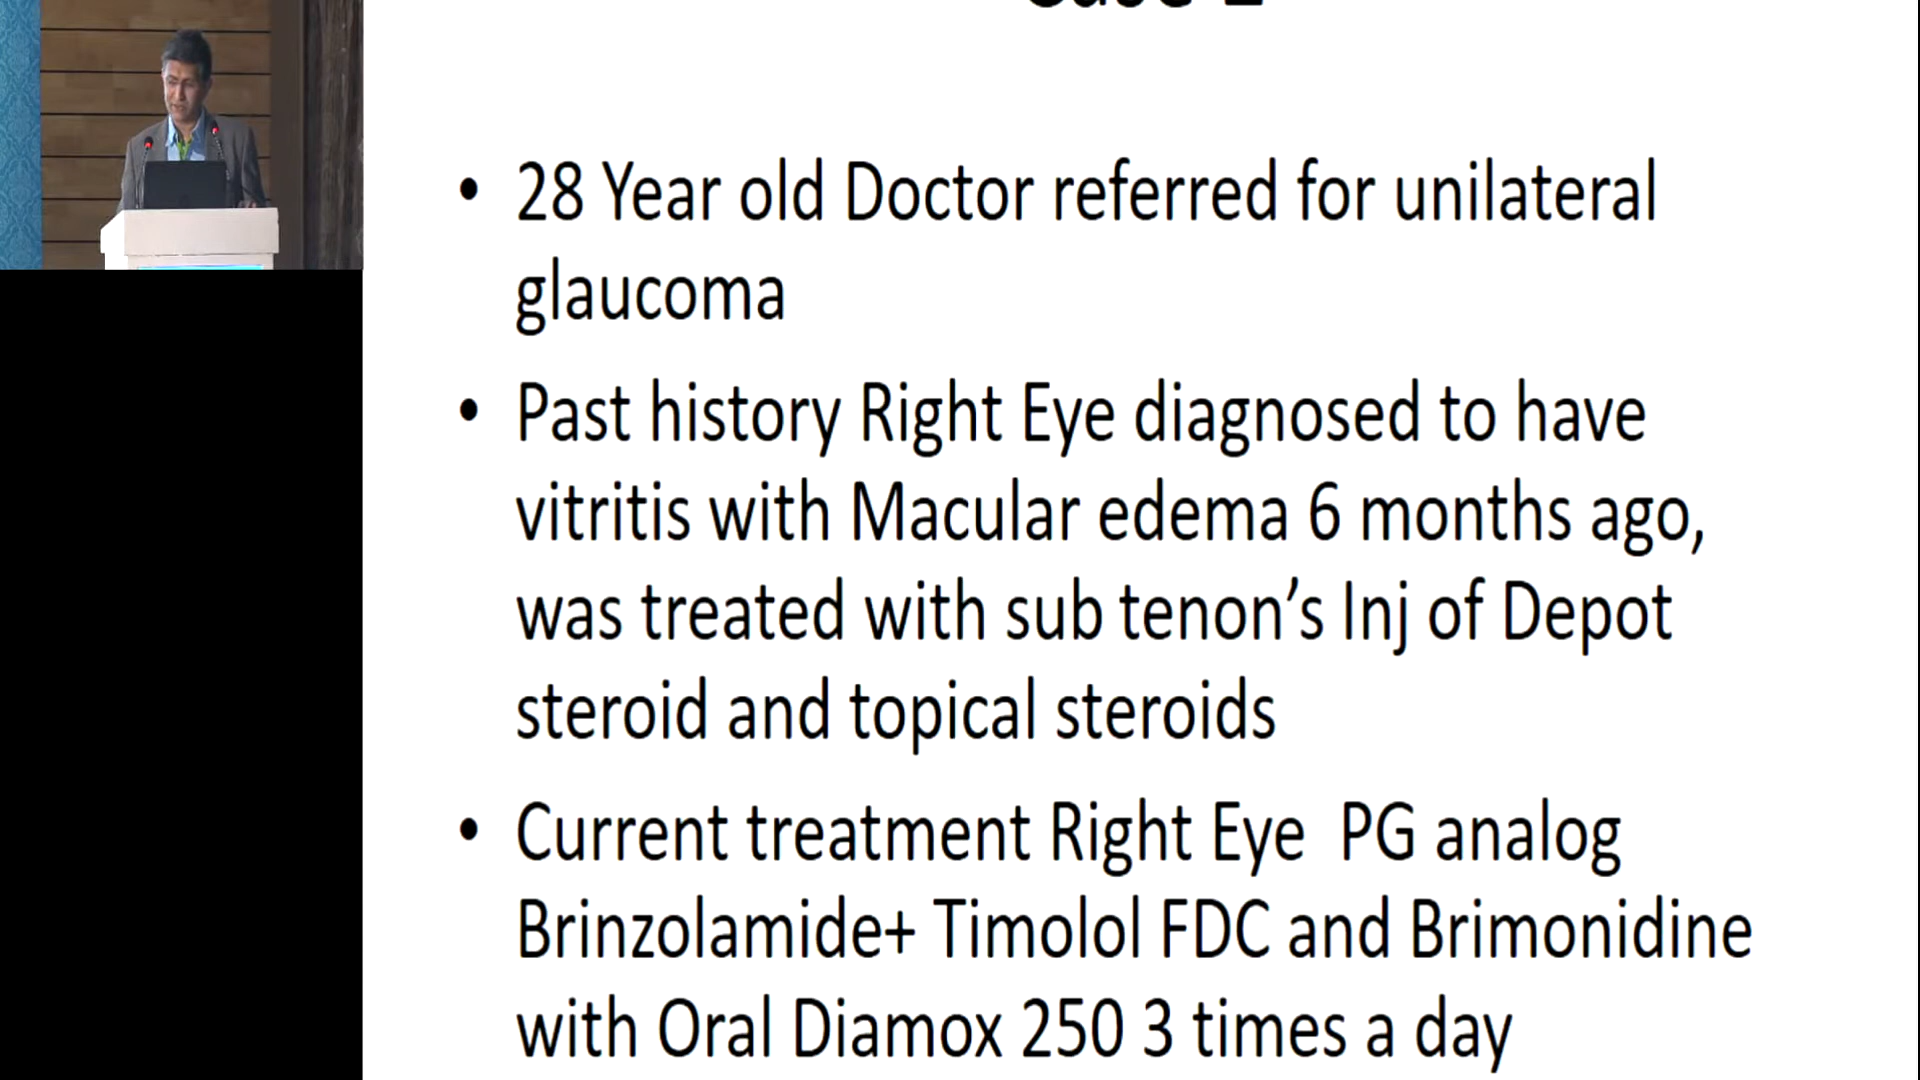 28 Year old Doctor referred for unilateral
glaucoma
Past history Right Eye diagnosed to have
vitritis with Macular edema 6 months ago,
was treated with sub tenon’s Inj of Depot
steroid and topical steroids
Current treatment Right Eye PG analog
Brinzolamide+ Timolol FDC and Brimonidine
with Oral Diamox 250 3 times a day